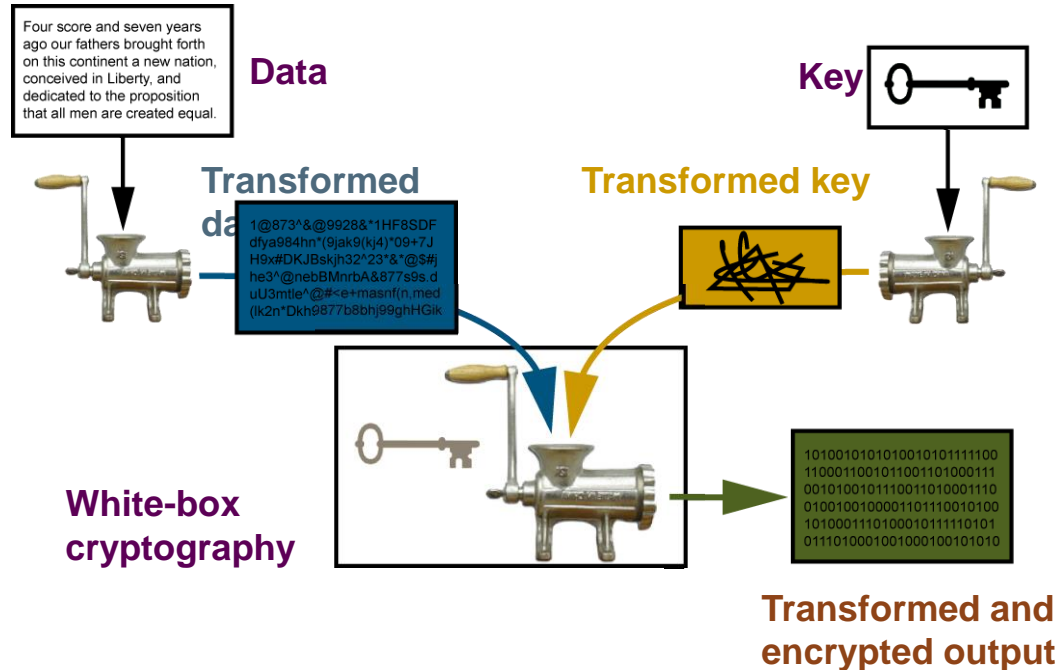 Four score and seven years
ago our fathers brought forth
on this continent a new nation,
conceived in Liberty, and
dedicated to the proposition
that all men are created equal.
Data
Key
Transformed
Transformed key
1@873^&@9928&*1HF8SDF
dfya984hn*(9jak9(kj4)*09+7J
H9x#DKJBskjh32^23*&*@$#j
he3^@nebBMnrbA&877s9s.d
uU3mtle^@#<e+masnf(n,med
(lk2n*Dkh9877b8bhj99ghHGik
White-box
cryptography
1010010101010010101111100
1100011001011001101000111
0010100101110011010001110
0100100100001101110010100
1010001110100010111110101
0111010001001000100101010
Transformed and
encrypted output